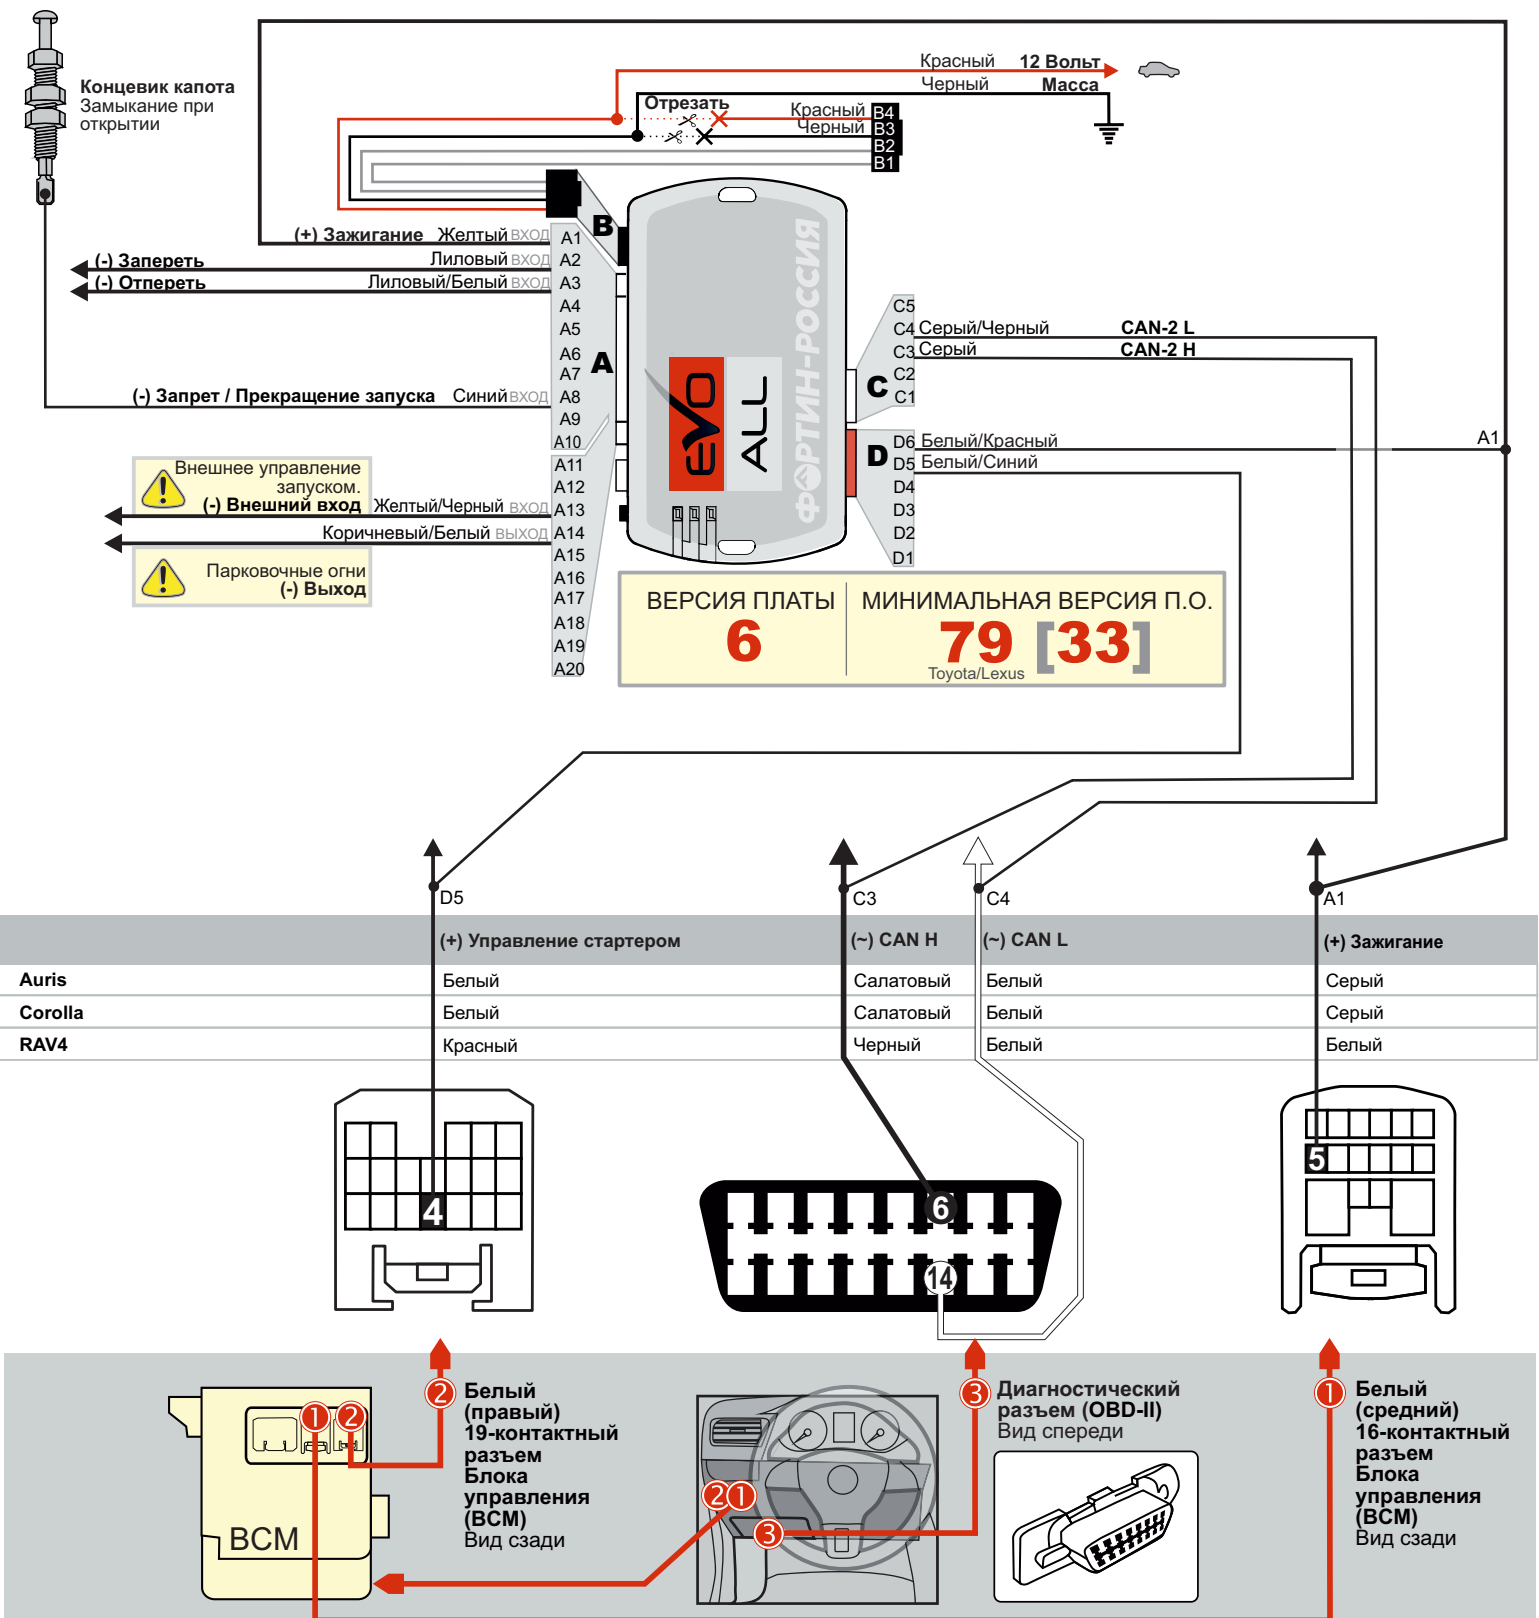 Концевик капота
Замыкание при
открытии
Красный 12 Вольт
Черный Масса
Отрезать
Красный B4
Черный B3
B2
B1
B
(+) Зажигание Желтый ВХОД A1
(-) Запереть Лиловый ВХОД A2
(-) Отпереть Лиловый/Белый ВХОД A3
A4
A5
A6
A7
(-) Запрет / Прекращение запуска Синий ВХОД A8
A9
A10
A
A11
A12
Внешнее управление
запуском.
(-) Внешний вход Желтый/Черный ВХОД A13
Коричневый/Белый ВЫХОД A14
A15
A16
A17
A18
A19
A20
Парковочные огни
(-) Выход
EVO
ALL
ФОРТИН-РОССИЯ
C
C5
C4 Серый/Черный CAN-2 L
C3 Серый CAN-2 H
C2
C1
D
D6 Белый/Красный A1
D5 Белый/Синий
D4
D3
D2
D1
ВЕРСИЯ ПЛАТЫ
6
МИНИМАЛЬНАЯ ВЕРСИЯ П.О.
79 [33]
Toyota/Lexus
D5 C3 C4 A1
(+) Управление стартером (~) CAN H (~) CAN L (+) Зажигание
Auris Белый Салатовый Белый Серый
Corolla Белый Салатовый Белый Серый
RAV4 Красный Черный Белый Белый
4
6
14
5
1 2
BCM
2 Белый
(правый)
19-контактный
разъем
Блока
управления
(BCM)
Вид сзади
2 1
3
3 Диагностический
разъем (OBD-II)
Вид спереди
1 Белый
(средний)
16-контактный
разъем
Блока
управления
(BCM)
Вид сзади